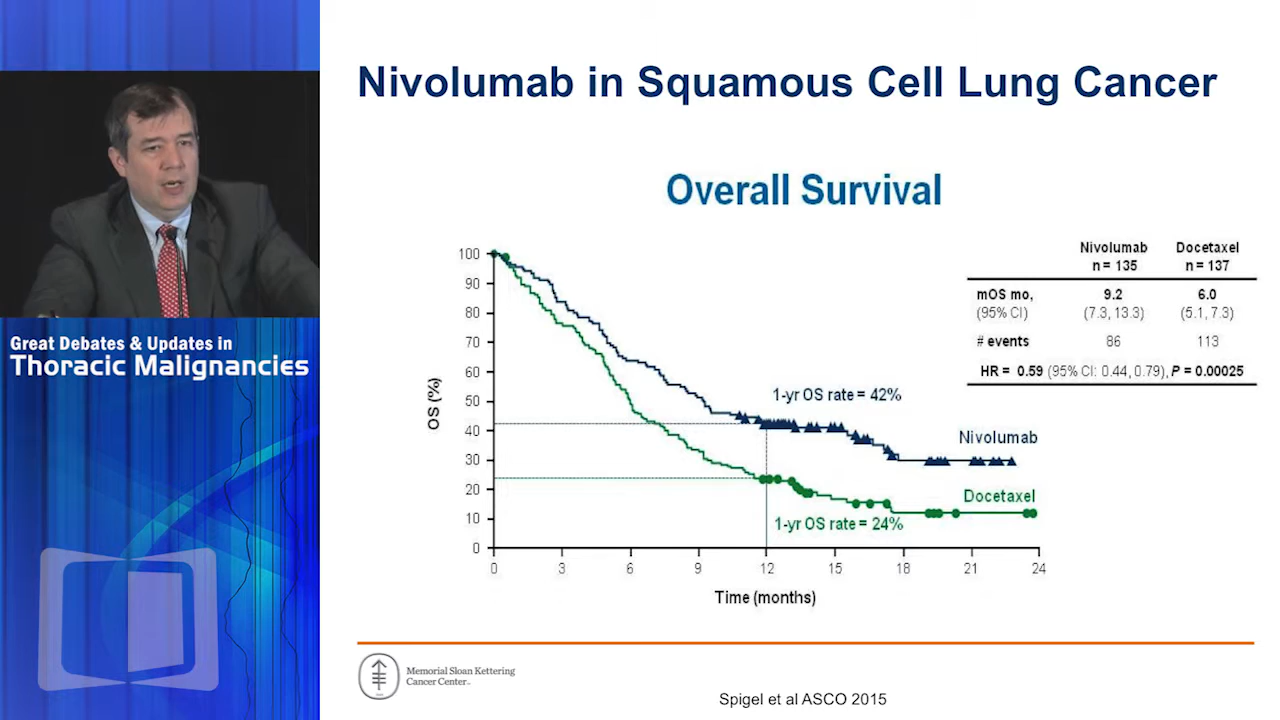 Great Debates & Updates in
Thoracic Malignancies
Nivolumab in Squamous Cell Lung Cancer
Overall Survival
Nivolumab Docetaxel
n = 135 n = 137
mOS mo, 9.2 6.0
(95% CI) (7.3, 13.3) (5.1, 7.3)
# events 86 113
HR = 0.59 (95% CI: 0.44, 0.79), P = 0.00025
OS (%)
100
90
80
70
60
50
40
30
20
10
0
1-yr OS rate = 42%
Nivolumab
Docetaxel
1-yr OS rate = 24%
0 3 6 9 12 15 18 21 24
Time (months)
Memorial Sloan Kettering
Cancer Center
Spigel et al ASCO 2015